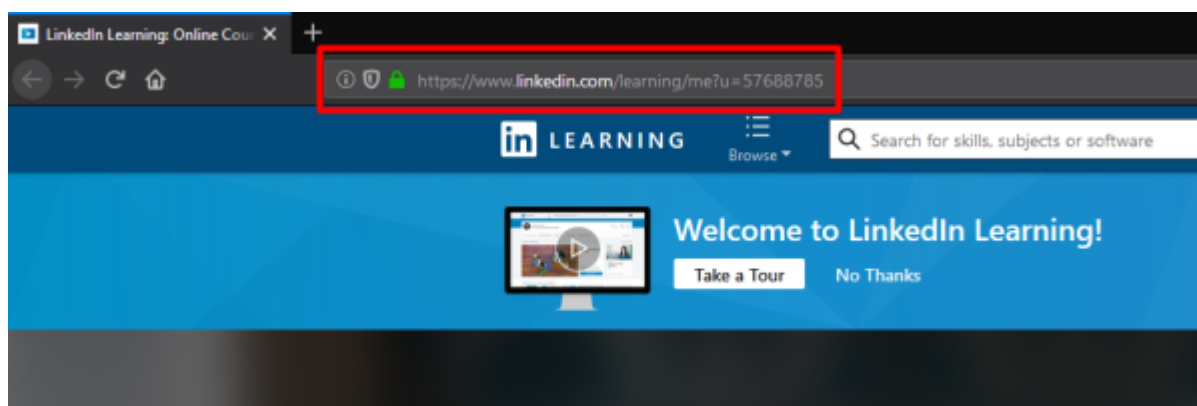 LinkedIn Learning: Online Cour
https://www.linkedin.com/learning/me?u=57688785
in LEARNING
Browse
Search for skills, subjects or software
Welcome to LinkedIn Learning!
Take a Tour No Thanks